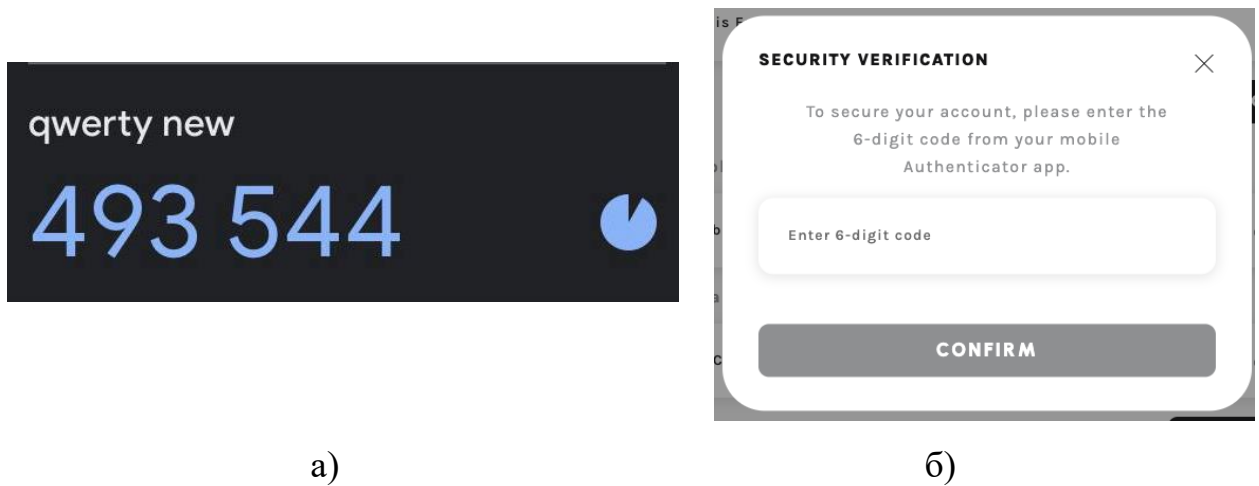 qwerty new
493 544
is F
SECURITY VERIFICATION
To secure your account, please enter the
6-digit code from your mobile
Authenticator app.
Enter 6-digit code
CONFIRM
а)
б)